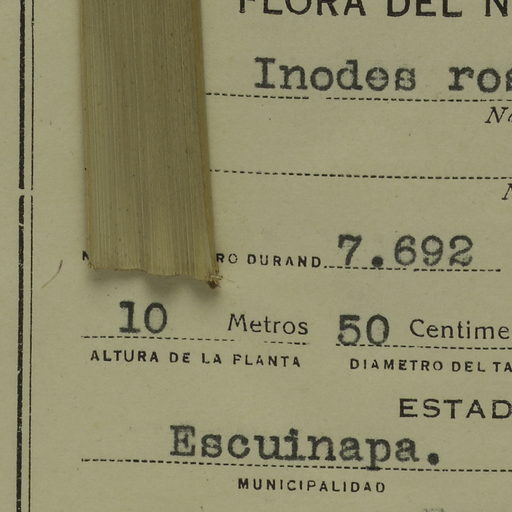 FLORA DEL N
Inodes ros
No
N
RO DURAND 7.692
10 Metros 50 Centime
ALTURA DE LA PLANTA DIAMETRO DEL TA
ESTAD
Escuinapa.
MUNICIPALIDAD